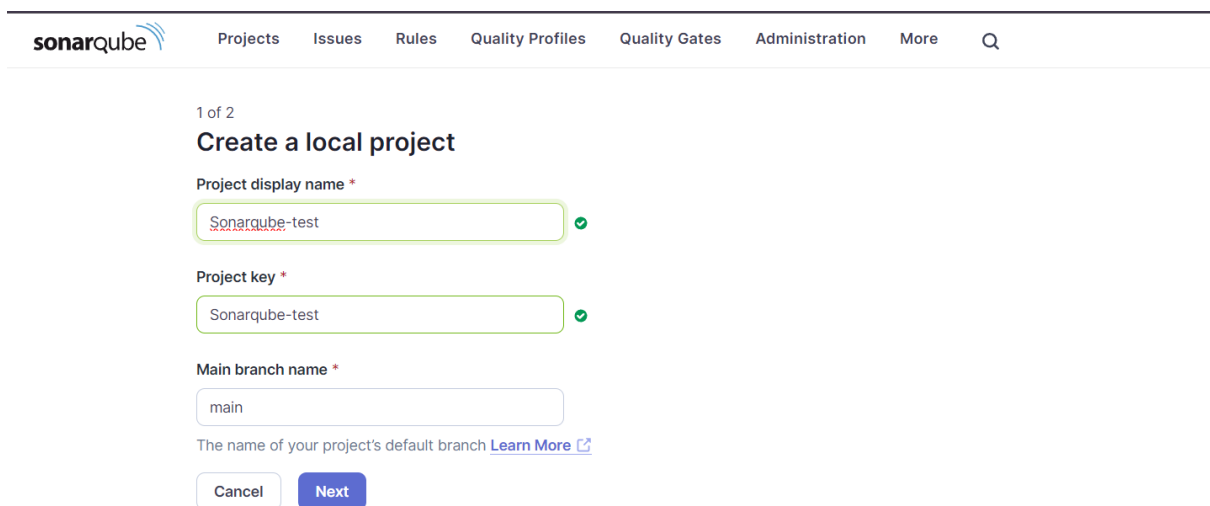 sonarqube Projects Issues Rules Quality Profiles Quality Gates Administration More
1 of 2
Create a local project
Project display name *
Sonarqube-test
Project key *
Sonarqube-test
Main branch name *
main
The name of your project's default branch Learn More
Cancel Next